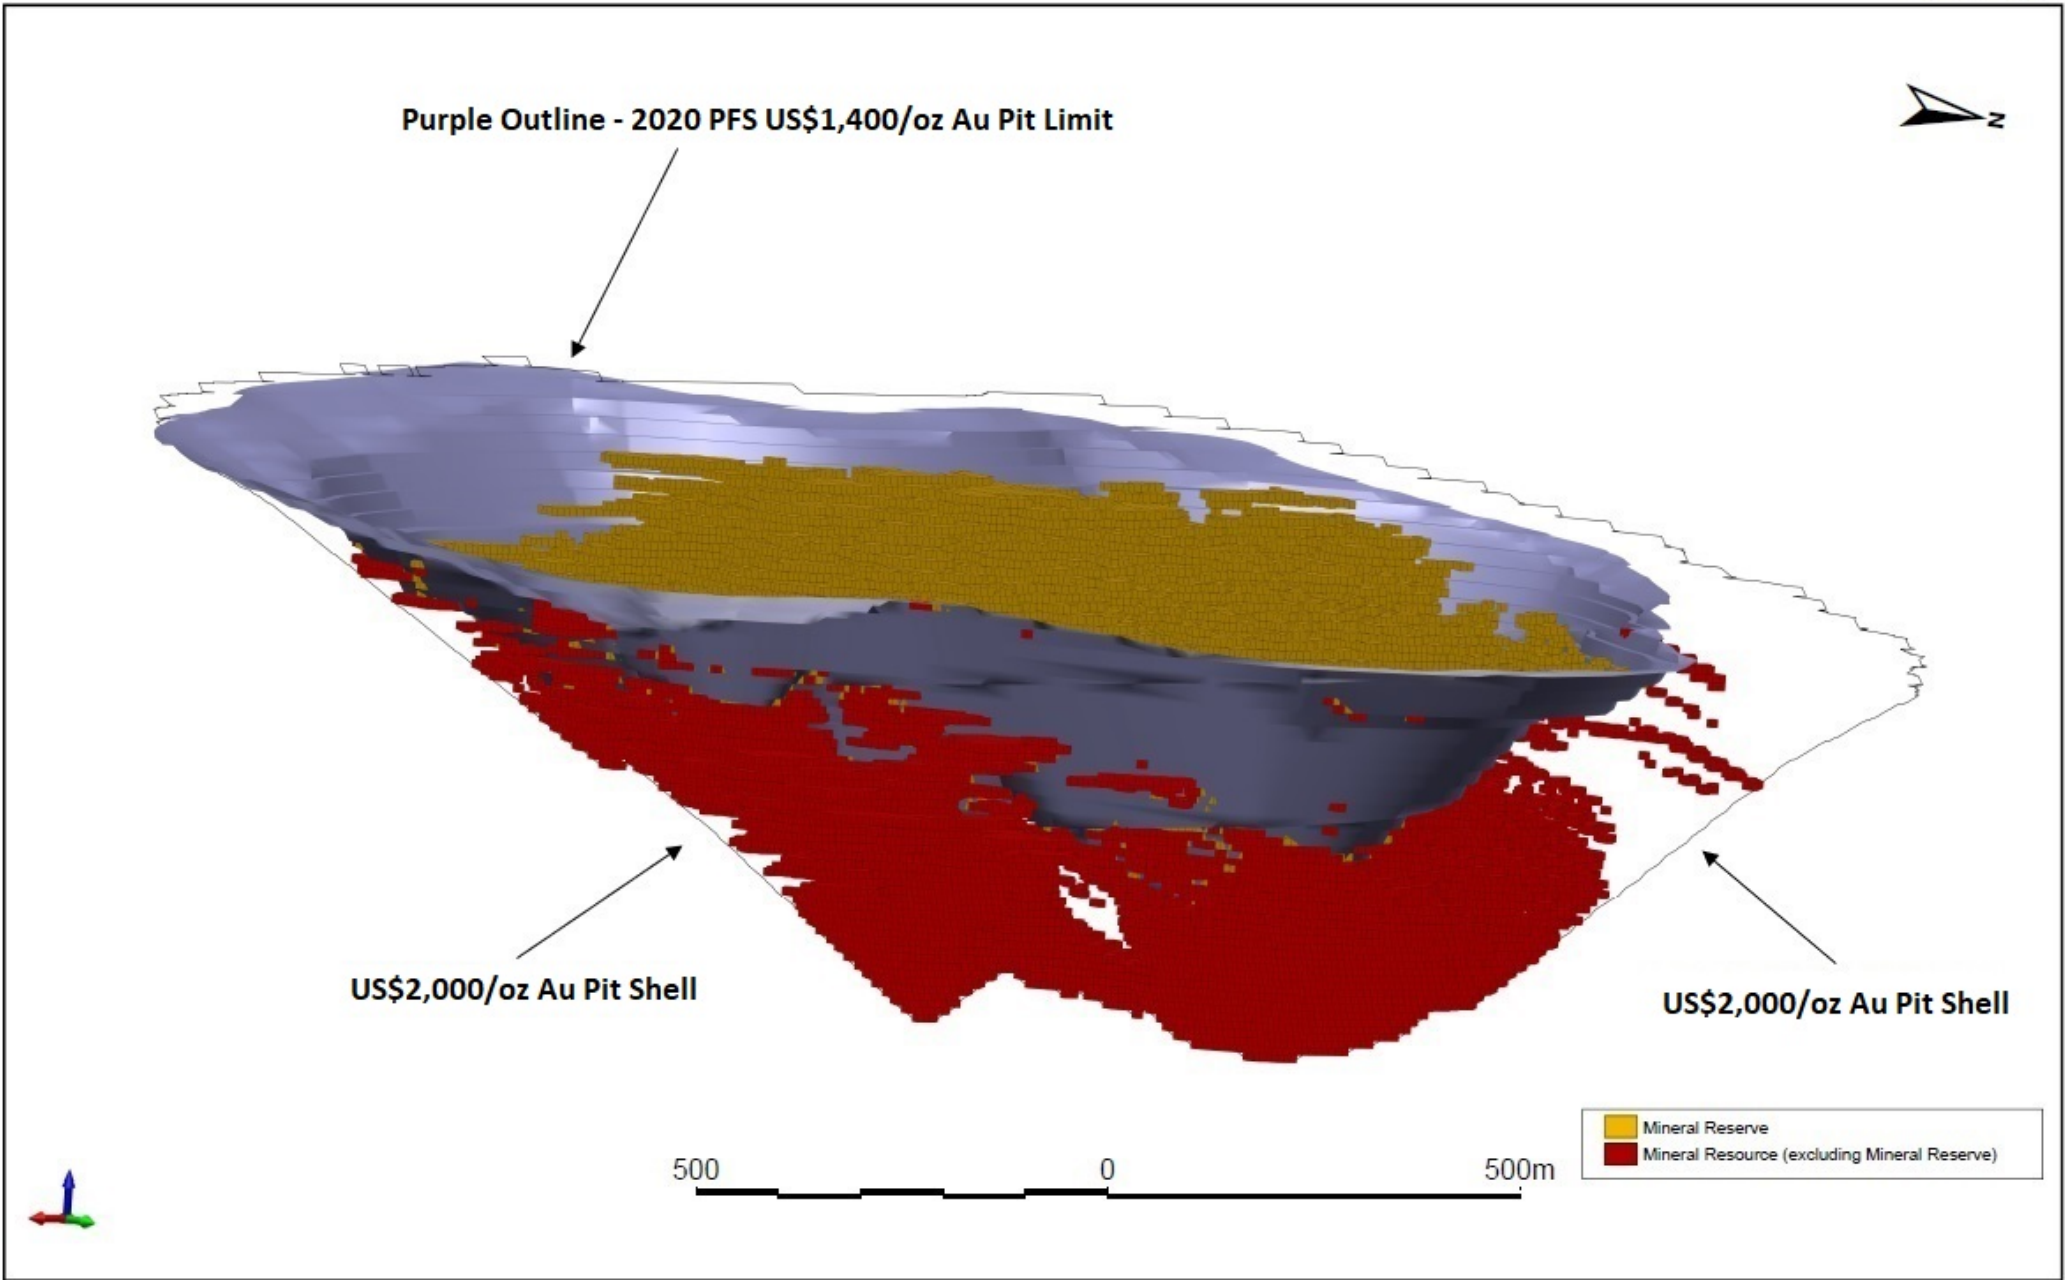 Purple Outline - 2020 PFS US$1,400/oz Au Pit Limit
N
US$2,000/oz Au Pit Shell
US$2,000/oz Au Pit Shell
Mineral Reserve
Mineral Resource (excluding Mineral Reserve)
500 0 500m